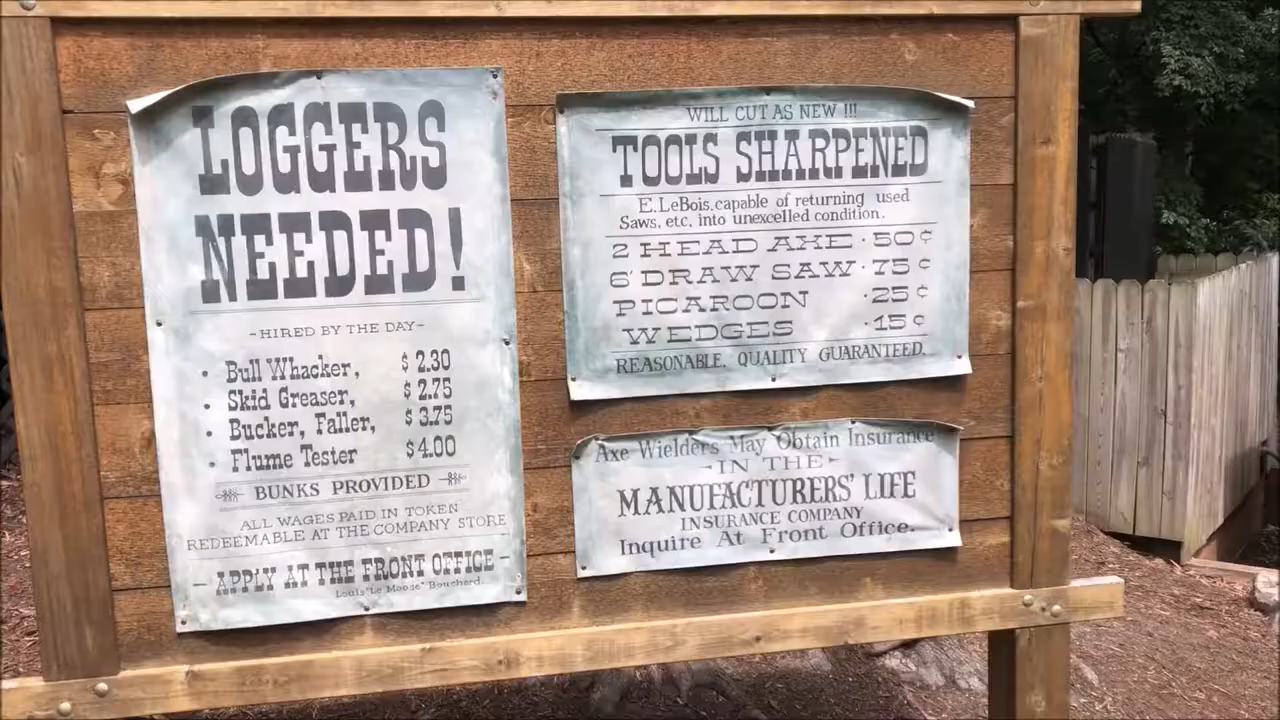 LOGGERS
NEEDED!
-HIRED BY THE DAY-
• Bull Whacker, $ 2.30
• Skid Greaser, $ 2.75
• Bucker, Faller, $ 3.75
• Flume Tester $4.00
BUNKS PROVIDED
ALL WAGES PAID IN TOKEN
REDEEMABLE AT THE COMPANY STORE
- APPLY AT THE FRONT OFFICE -
Louis "Le Moose" Bouchard.
WILL CUT AS NEW !!!
TOOLS SHARPENED
E.LeBois, capable of returning used
Saws, etc, into unexcelled condition.
2 HEAD AXE · 50¢
6' DRAW SAW · 75 ¢
PICAROON · 25 ¢
WEDGES · 15 ¢
REASONABLE, QUALITY GUARANTEED.
Axe Wielders May Obtain Insurance
- IN THE -
MANUFACTURERS' LIFE
INSURANCE COMPANY
Inquire At Front Office.